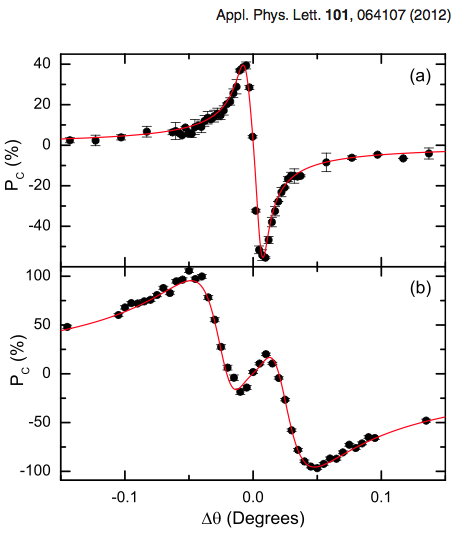 Appl. Phys. Lett. 101, 064107 (2012)
40
(a)
20
0
-20
-40
P_C (%)
100
(b)
50
0
-50
-100
P_C (%)
-0.1
0.0
0.1
Δθ (Degrees)